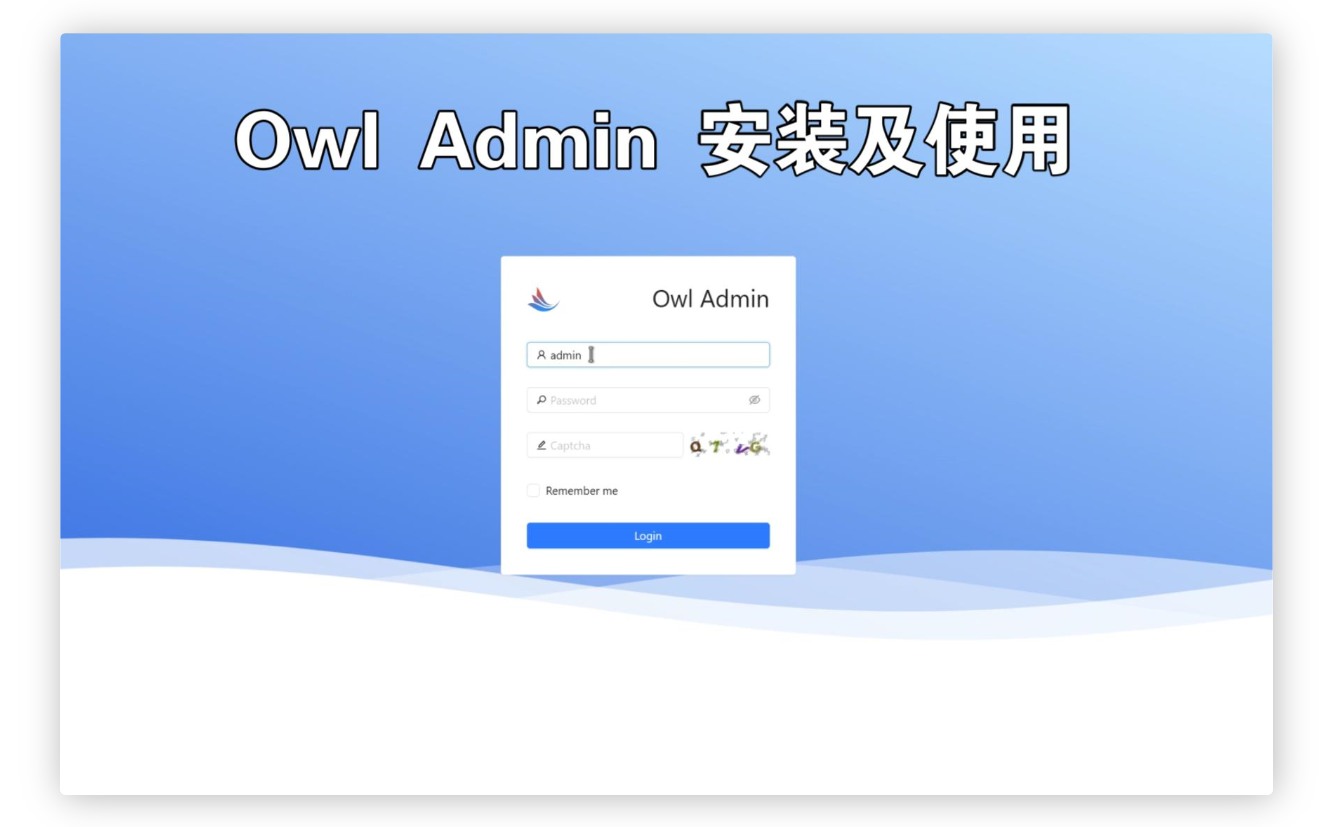 Owl Admin 安装及使用
Owl Admin
admin
Password
Captcha
Remember me
Login